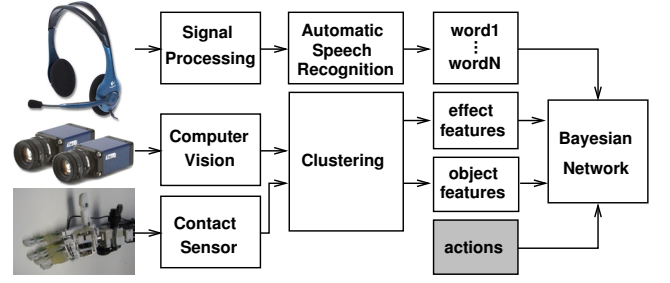 Signal
Processing
Automatic
Speech
Recognition
word1
wordN
Computer
Vision
Clustering
effect
features
Bayesian
Network
object
features
Contact
Sensor
actions